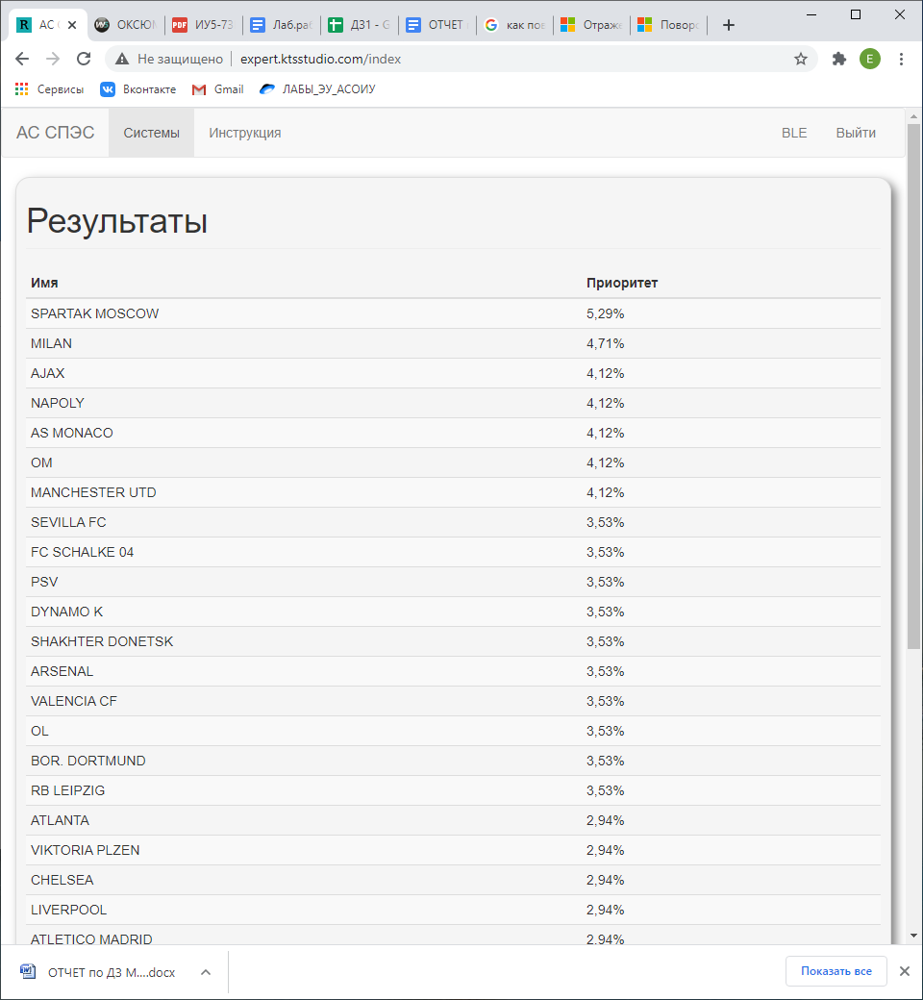 АС С
ОКСЮМ
ИУ5-73
Лаб.раб
ДЗ1 - G
ОТЧЕТ
как пов
Отраже
Поворо
Не защищено
expert.ktsstudio.com/index
E
Сервисы
Вконтакте
Gmail
ЛАБЫ_ЭУ_АСОИУ
АС СПЭС Системы Инструкция BLE Выйти
Результаты
Имя Приоритет
SPARTAK MOSCOW 5,29%
MILAN 4,71%
AJAX 4,12%
NAPOLY 4,12%
AS MONACO 4,12%
OM 4,12%
MANCHESTER UTD 4,12%
SEVILLA FC 3,53%
FC SCHALKE 04 3,53%
PSV 3,53%
DYNAMO K 3,53%
SHAKHTER DONETSK 3,53%
ARSENAL 3,53%
VALENCIA CF 3,53%
OL 3,53%
BOR. DORTMUND 3,53%
RB LEIPZIG 3,53%
ATLANTA 2,94%
VIKTORIA PLZEN 2,94%
CHELSEA 2,94%
LIVERPOOL 2,94%
ATLETICO MADRID 2,94%
ОТЧЕТ по ДЗ М....docx
Показать все